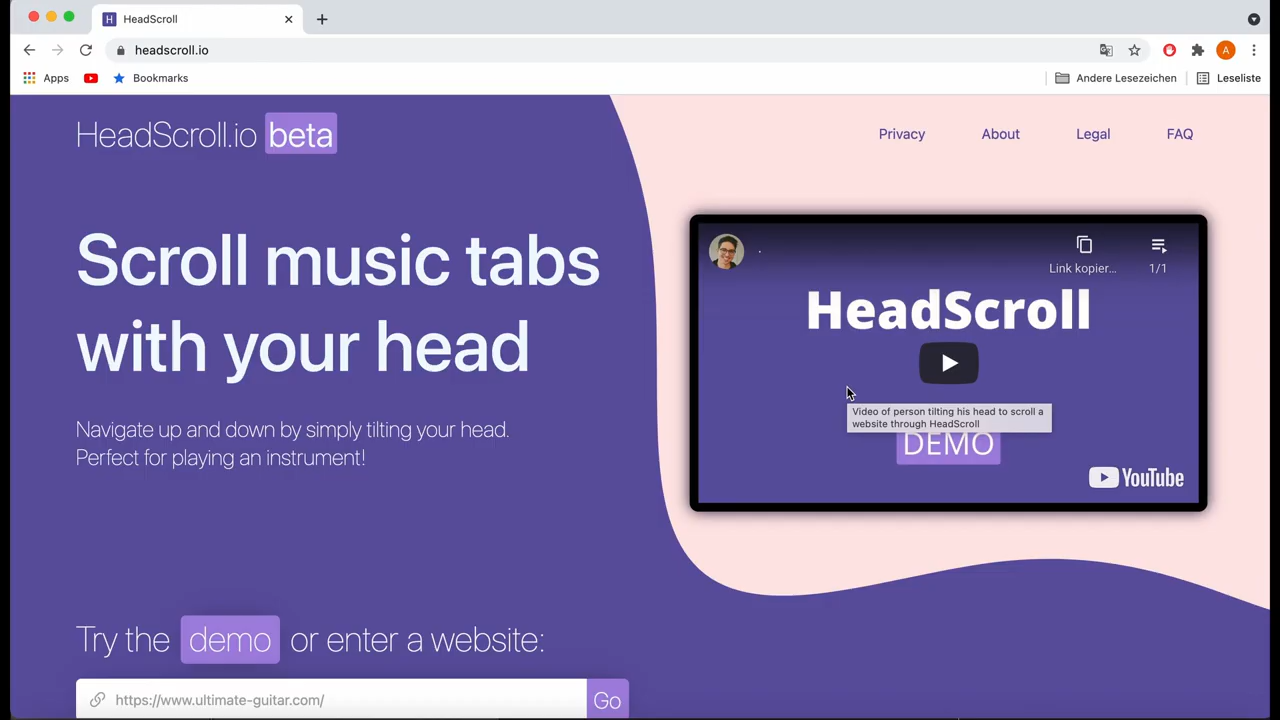 H HeadScroll
headscroll.io
A
Apps
Bookmarks
Andere Lesezeichen
Leseliste
HeadScroll.io beta
Privacy
About
Legal
FAQ
Scroll music tabs
with your head
Navigate up and down by simply tilting your head.
Perfect for playing an instrument!
.
Link kopier...
1/1
HeadScroll
Video of person tilting his head to scroll a
website through HeadScroll
DEMO
YouTube
Try the demo or enter a website:
https://www.ultimate-guitar.com/
Go